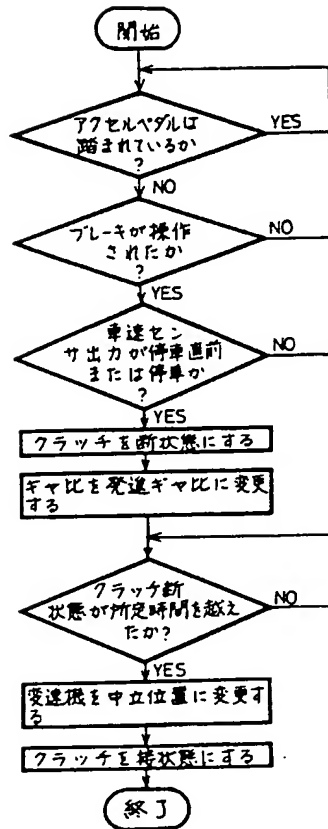 開始
アクセルペダルは
踏まれているか
?
YES
NO
ブレーキが操作
されたか
?
NO
YES
車速セン
サ出力が停車直前
または停車か
?
NO
YES
クラッチを断状態にする
ギヤ比を発進ギヤ比に変更
する
クラッチ断
状態が所定時間を越え
たか?
NO
YES
変速機を中立位置に変更す
る
クラッチを接状態にする
終了